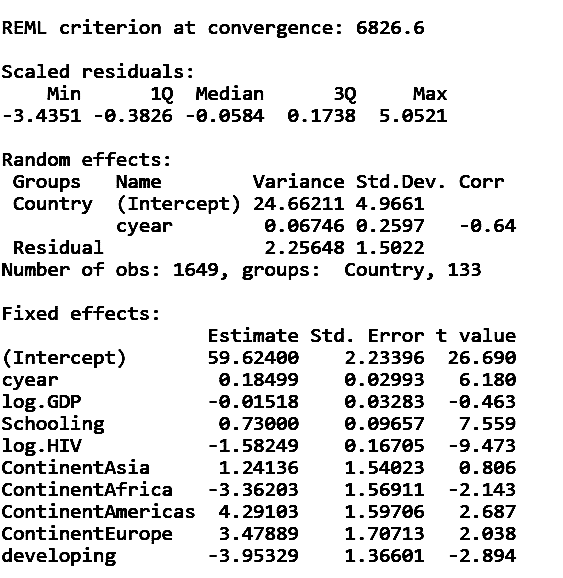 REML criterion at convergence: 6826.6
Scaled residuals:
Min 1Q Median 3Q Max
-3.4351 -0.3826 -0.0584 0.1738 5.0521
Random effects:
Groups Name Variance Std.Dev. Corr
Country (Intercept) 24.66211 4.9661
cyear 0.06746 0.2597 -0.64
Residual 2.25648 1.5022
Number of obs: 1649, groups: Country, 133
Fixed effects:
Estimate Std. Error t value
(Intercept) 59.62400 2.23396 26.690
cyear 0.18499 0.02993 6.180
log.GDP -0.01518 0.03283 -0.463
Schooling 0.73000 0.09657 7.559
log.HIV -1.58249 0.16705 -9.473
ContinentAsia 1.24136 1.54023 0.806
ContinentAfrica -3.36203 1.56911 -2.143
ContinentAmericas 4.29103 1.59706 2.687
ContinentEurope 3.47889 1.70713 2.038
developing -3.95329 1.36601 -2.894